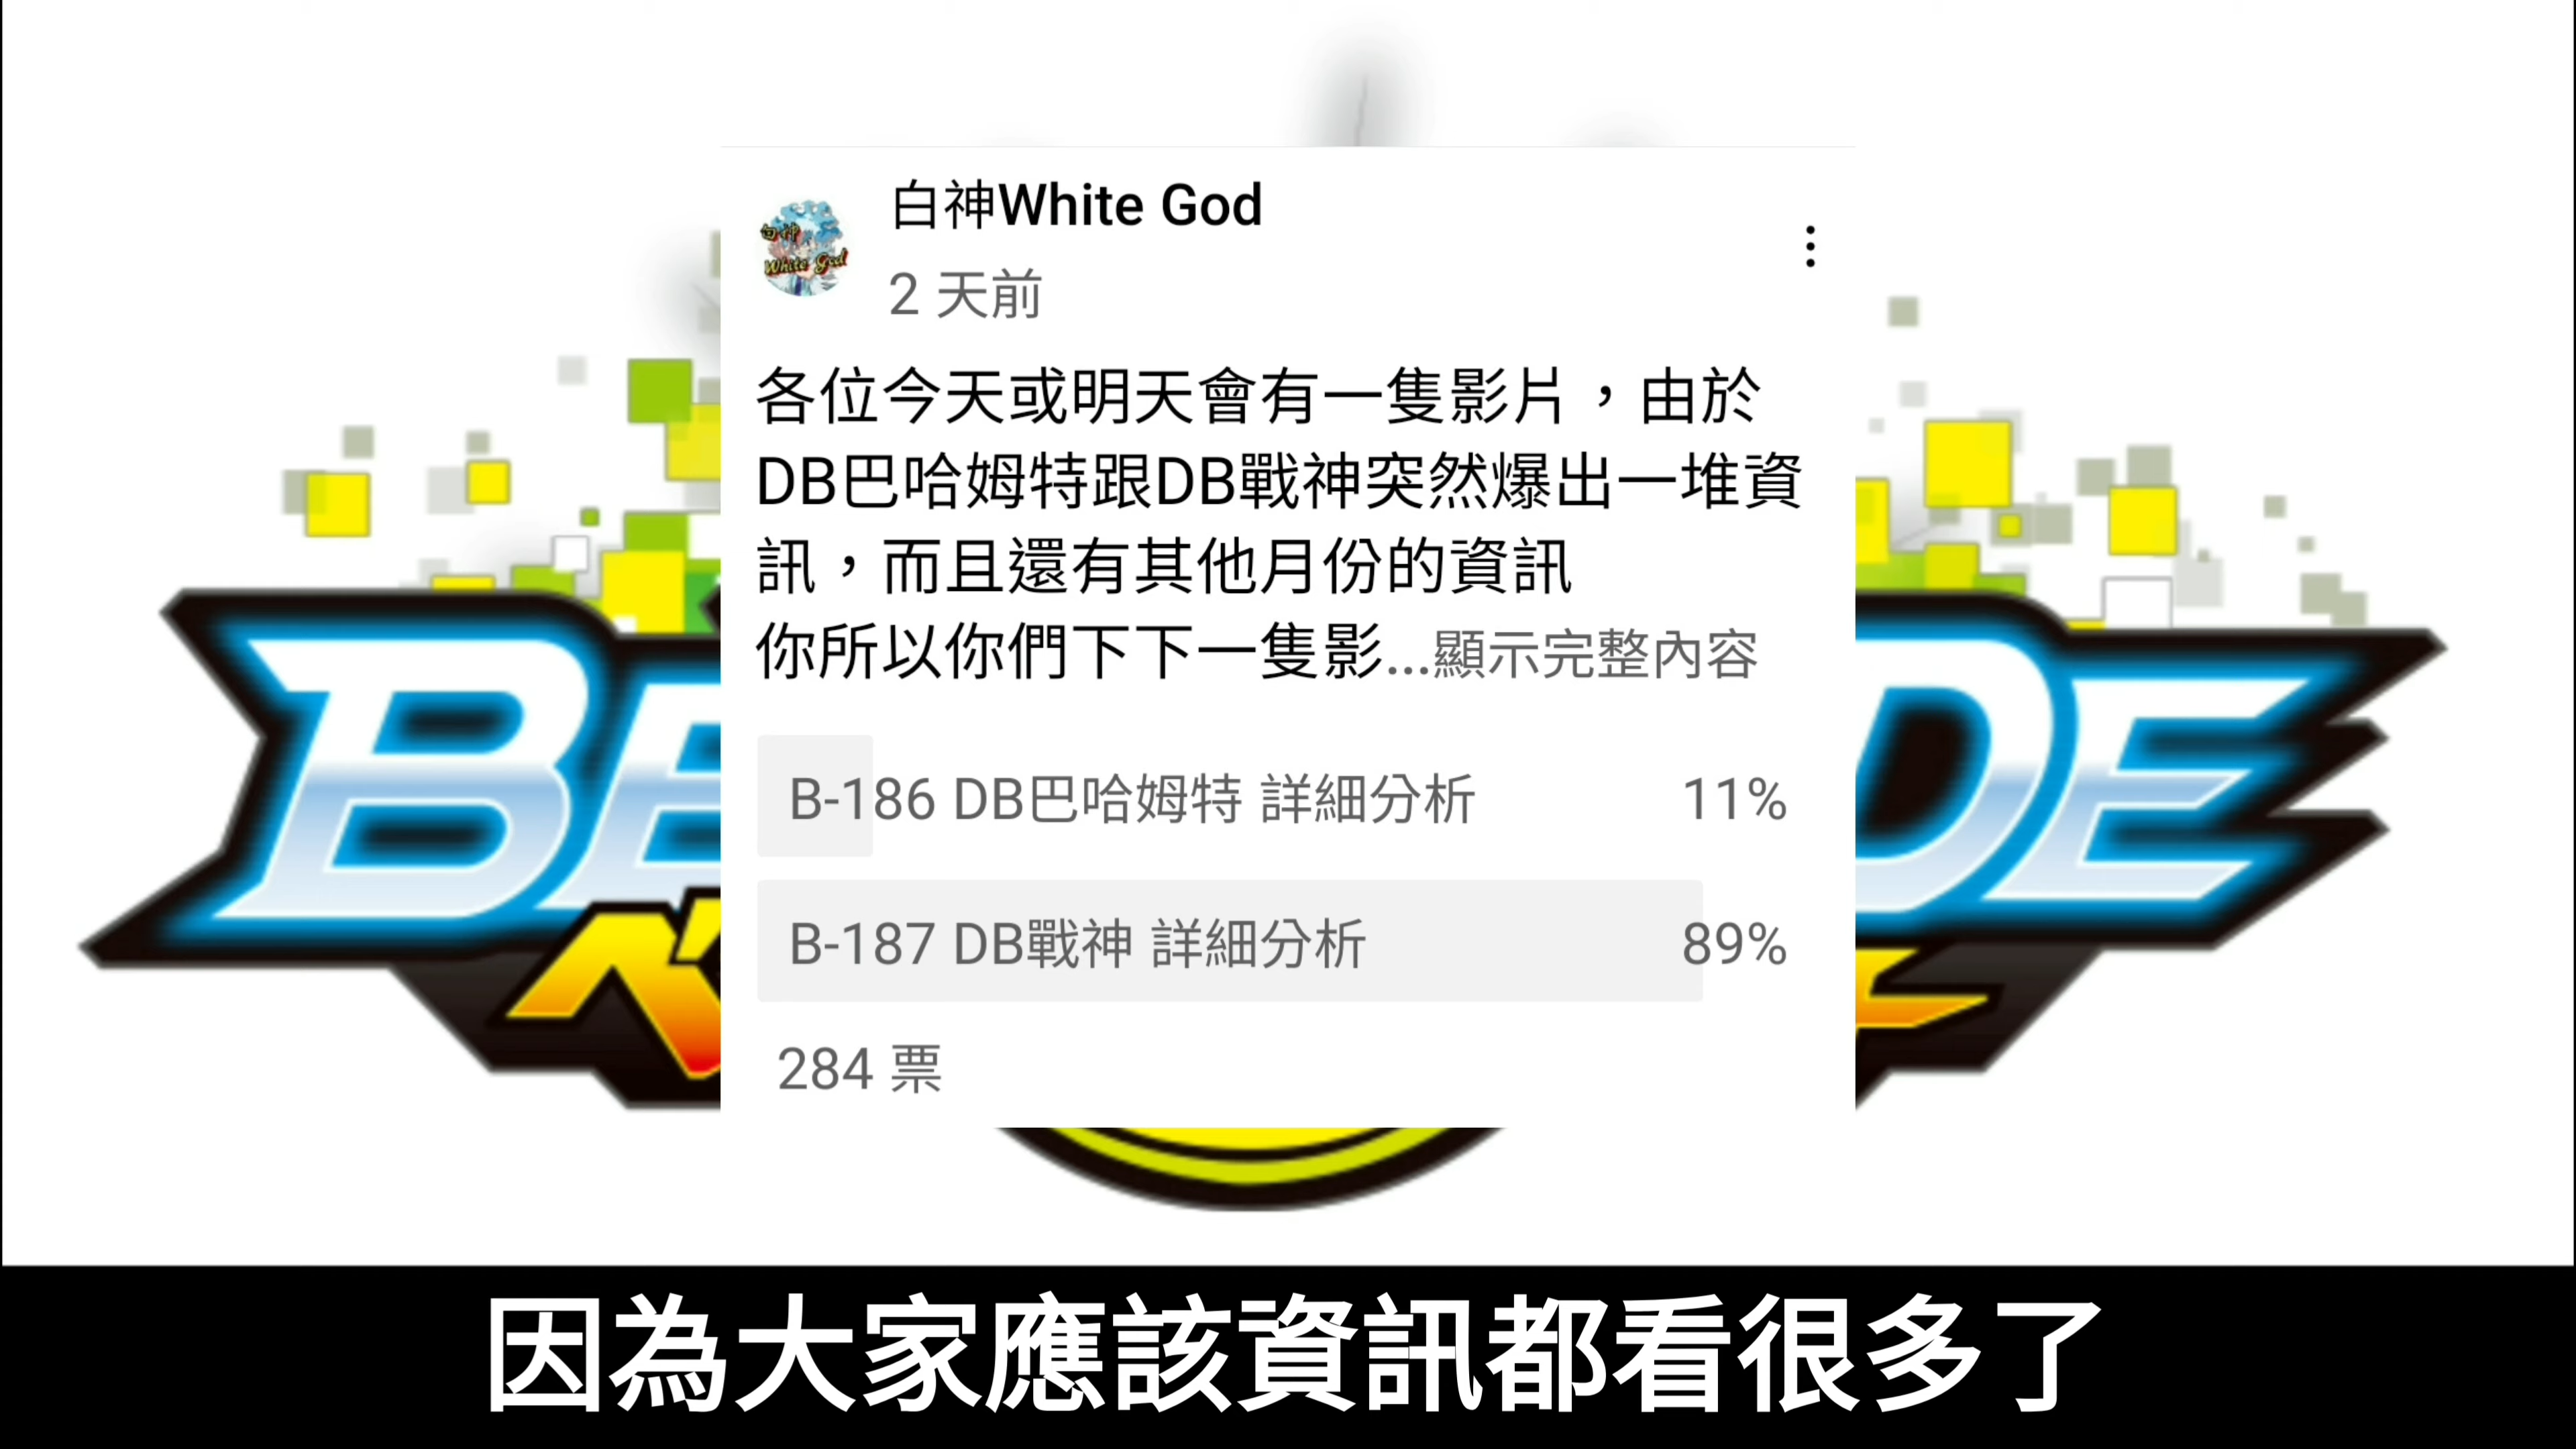 白神White God
2 天前
各位今天或明天會有一隻影片，由於
DB巴哈姆特跟DB戰神突然爆出一堆資
訊，而且還有其他月份的資訊
你所以你們下下一隻影...顯示完整內容
B-186 DB巴哈姆特 詳細分析 11%
B-187 DB戰神 詳細分析 89%
284 票
因為大家應該資訊都看很多了